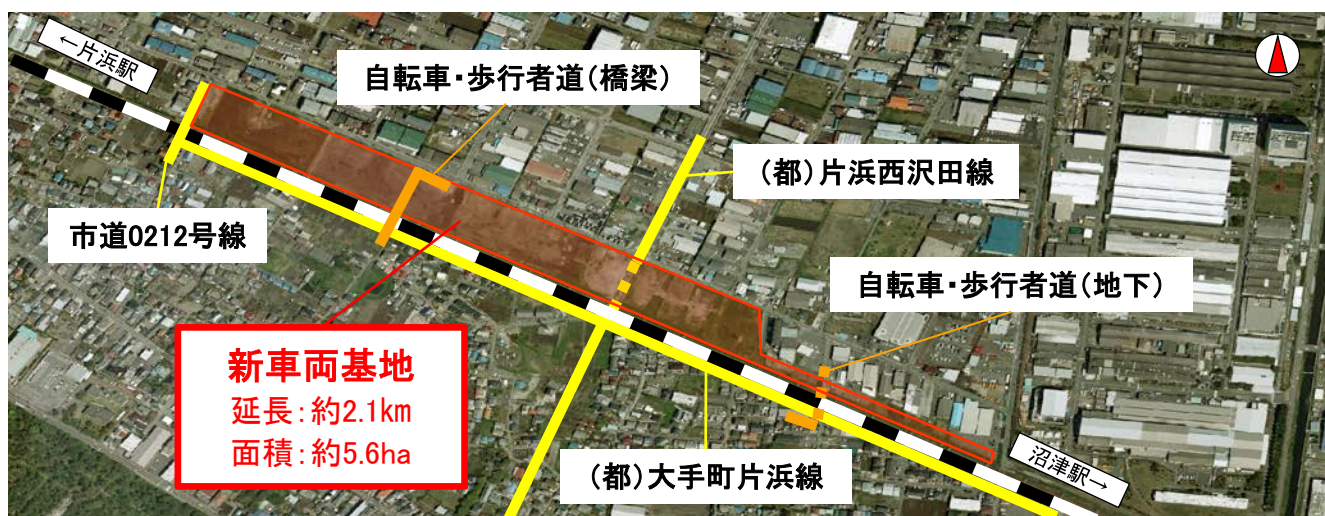 ←片浜駅
自転車・歩行者道(橋梁)
(都)片浜西沢田線
市道0212号線
自転車・歩行者道(地下)
新車両基地
延長:約2.1km
面積:約5.6ha
(都)大手町片浜線
沼津駅→